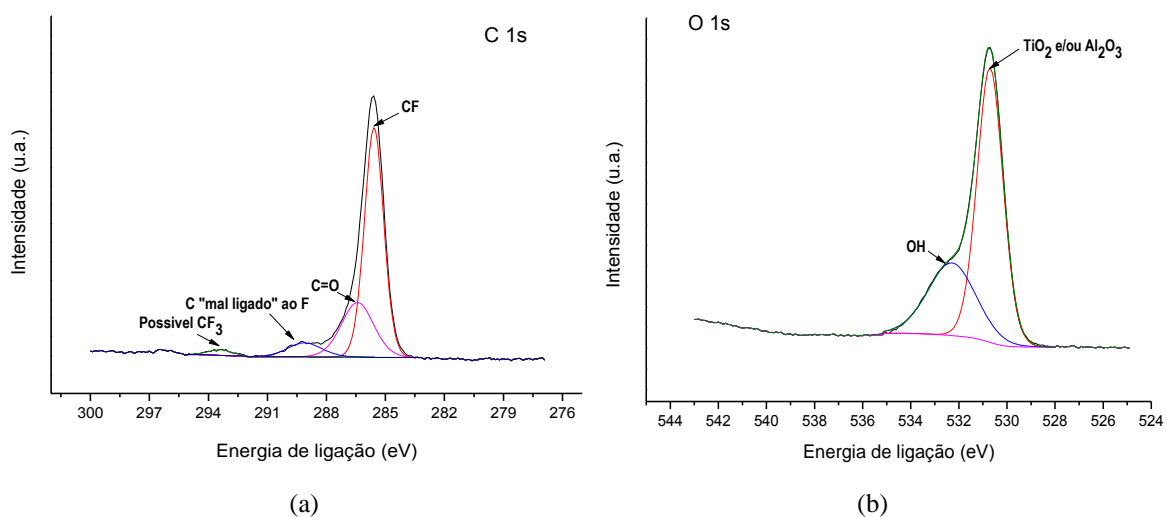 C 1s
CF
C=O
C "mal ligado" ao F
Possivel CF3
Intensidade (u.a.)
300 297 294 291 288 285 282 279 276
Energia de ligação (eV)
(a)
O 1s
TiO2 e/ou Al2O3
OH
Intensidade (u.a.)
544 542 540 538 536 534 532 530 528 526 524
Energia de ligação (eV)
(b)